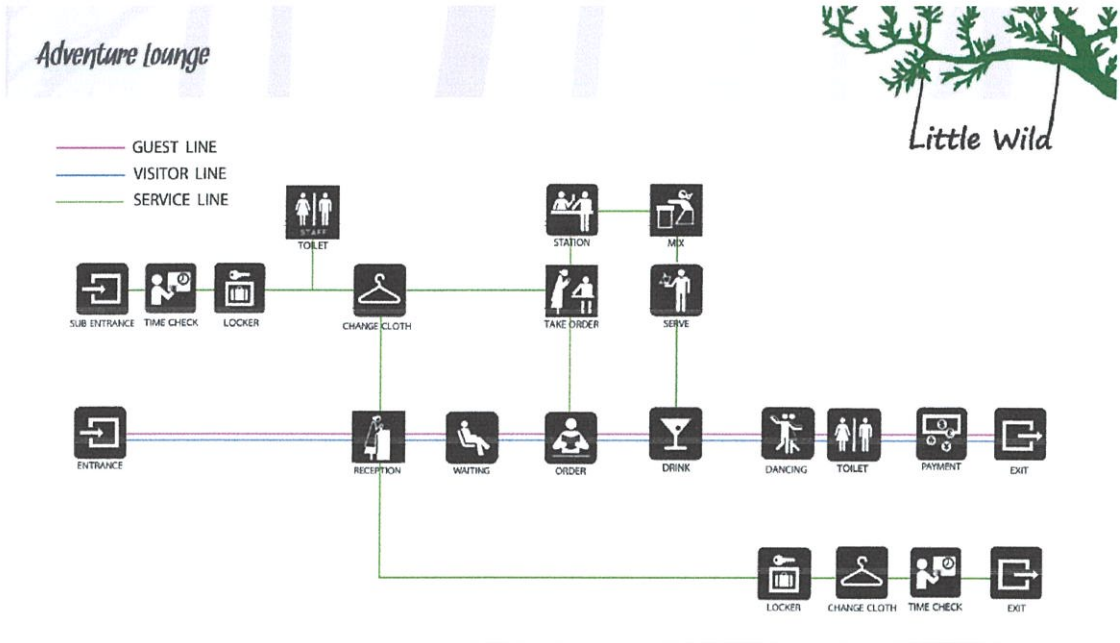 Adventure Lounge
Little Wild
GUEST LINE
VISITOR LINE
SERVICE LINE
STAFF
TOILET
STATION
MIX
SUB ENTRANCE
TIME CHECK
LOCKER
CHANGE CLOTH
TAKE ORDER
SERVE
ENTRANCE
RECEPTION
WAITING
ORDER
DRINK
DANCING
TOILET
PAYMENT
EXIT
LOCKER
CHANGE CLOTH
TIME CHECK
EXIT